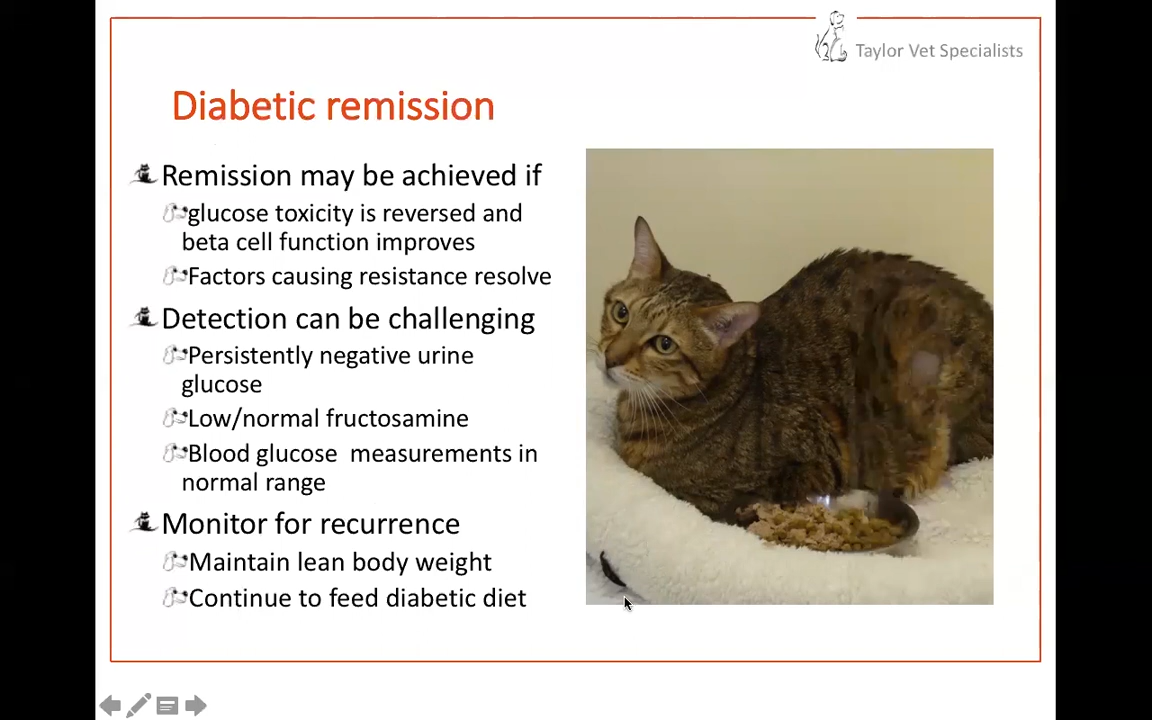 Taylor Vet Specialists
Diabetic remission
Remission may be achieved if
glucose toxicity is reversed and
beta cell function improves
Factors causing resistance resolve
Detection can be challenging
Persistently negative urine
glucose
Low/normal fructosamine
Blood glucose  measurements in
normal range
Monitor for recurrence
Maintain lean body weight
Continue to feed diabetic diet